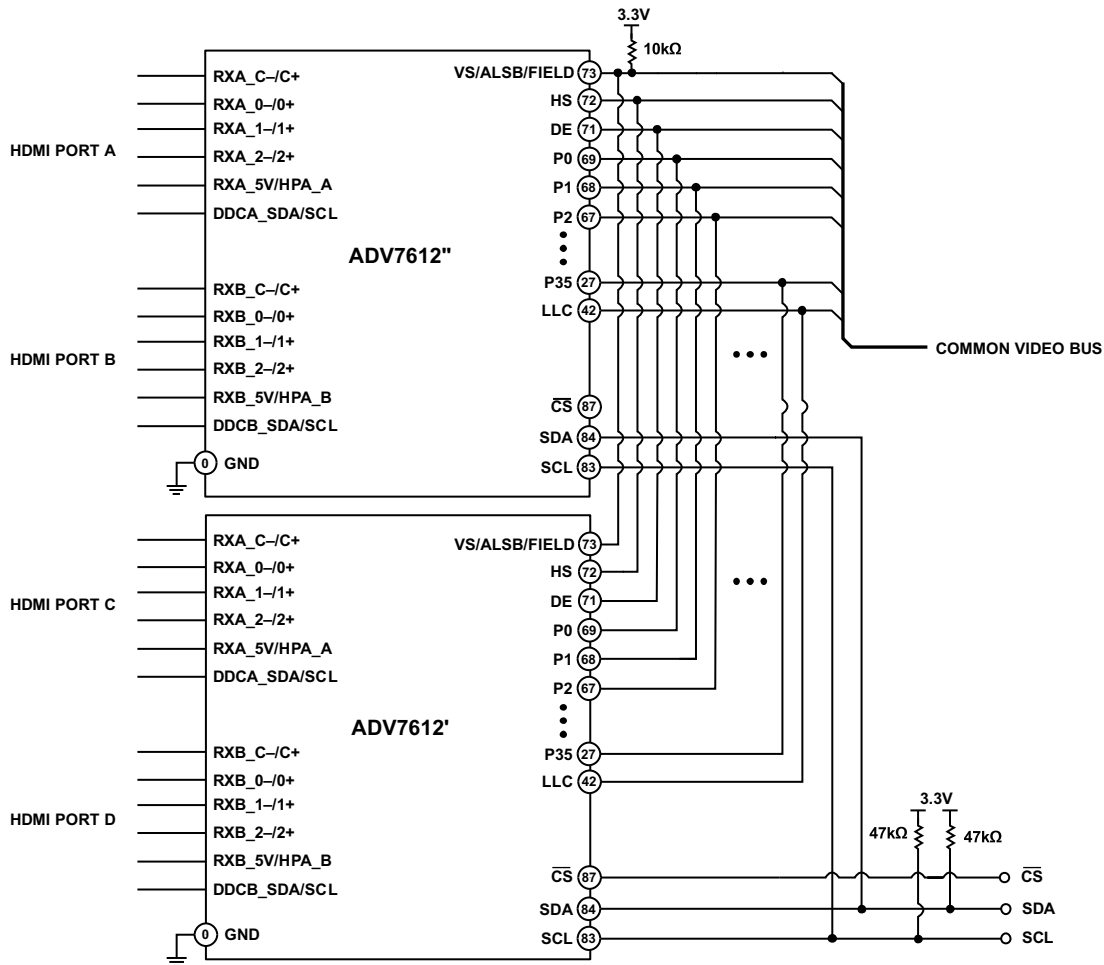 3.3V
10kΩ
HDMI PORT A
RXA_C–/C+
RXA_0–/0+
RXA_1–/1+
RXA_2–/2+
RXA_5V/HPA_A
DDCA_SDA/SCL
ADV7612"
HDMI PORT B
RXB_C–/C+
RXB_0–/0+
RXB_1–/1+
RXB_2–/2+
RXB_5V/HPA_B
DDCB_SDA/SCL
0 GND
VS/ALSB/FIELD 73
HS 72
DE 71
P0 69
P1 68
P2 67
P35 27
LLC 42
CS 87
SDA 84
SCL 83
COMMON VIDEO BUS
HDMI PORT C
RXA_C–/C+
RXA_0–/0+
RXA_1–/1+
RXA_2–/2+
RXA_5V/HPA_A
DDCA_SDA/SCL
ADV7612'
HDMI PORT D
RXB_C–/C+
RXB_0–/0+
RXB_1–/1+
RXB_2–/2+
RXB_5V/HPA_B
DDCB_SDA/SCL
0 GND
VS/ALSB/FIELD 73
HS 72
DE 71
P0 69
P1 68
P2 67
P35 27
LLC 42
CS 87
SDA 84
SCL 83
3.3V
47kΩ
47kΩ
CS
SDA
SCL